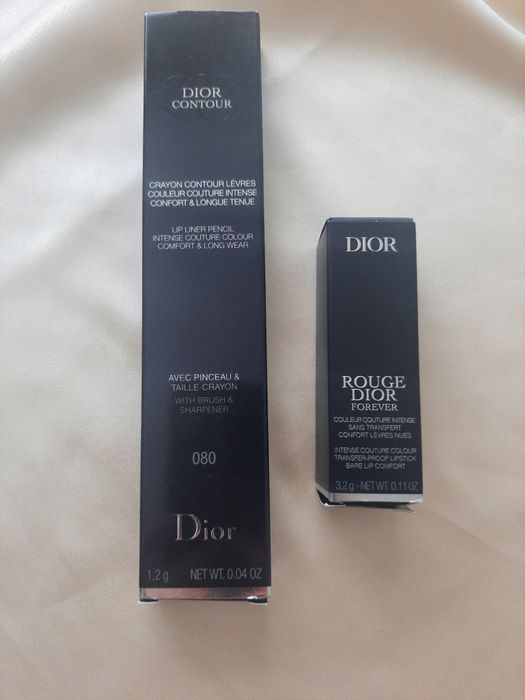 DIOR
CONTOUR
CRAYON CONTOUR LÈVRES
COULEUR COUTURE INTENSE
CONFORT & LONGUE TENUE
LIP LINER PENCIL
INTENSE COUTURE COLOUR
COMFORT & LONG WEAR
AVEC PINCEAU &
TAILLE-CRAYON
WITH BRUSH &
SHARPENER
080
Dior
1,2 g NET WT. 0.04 OZ
DIOR
ROUGE
DIOR
FOREVER
COULEUR COUTURE INTENSE
SANS TRANSFERT
CONFORT LÈVRES NUES
INTENSE COUTURE COLOUR
TRANSFER-PROOF LIPSTICK
BARE LIP COMFORT
3.2 g - NET WT. 0.11 OZ